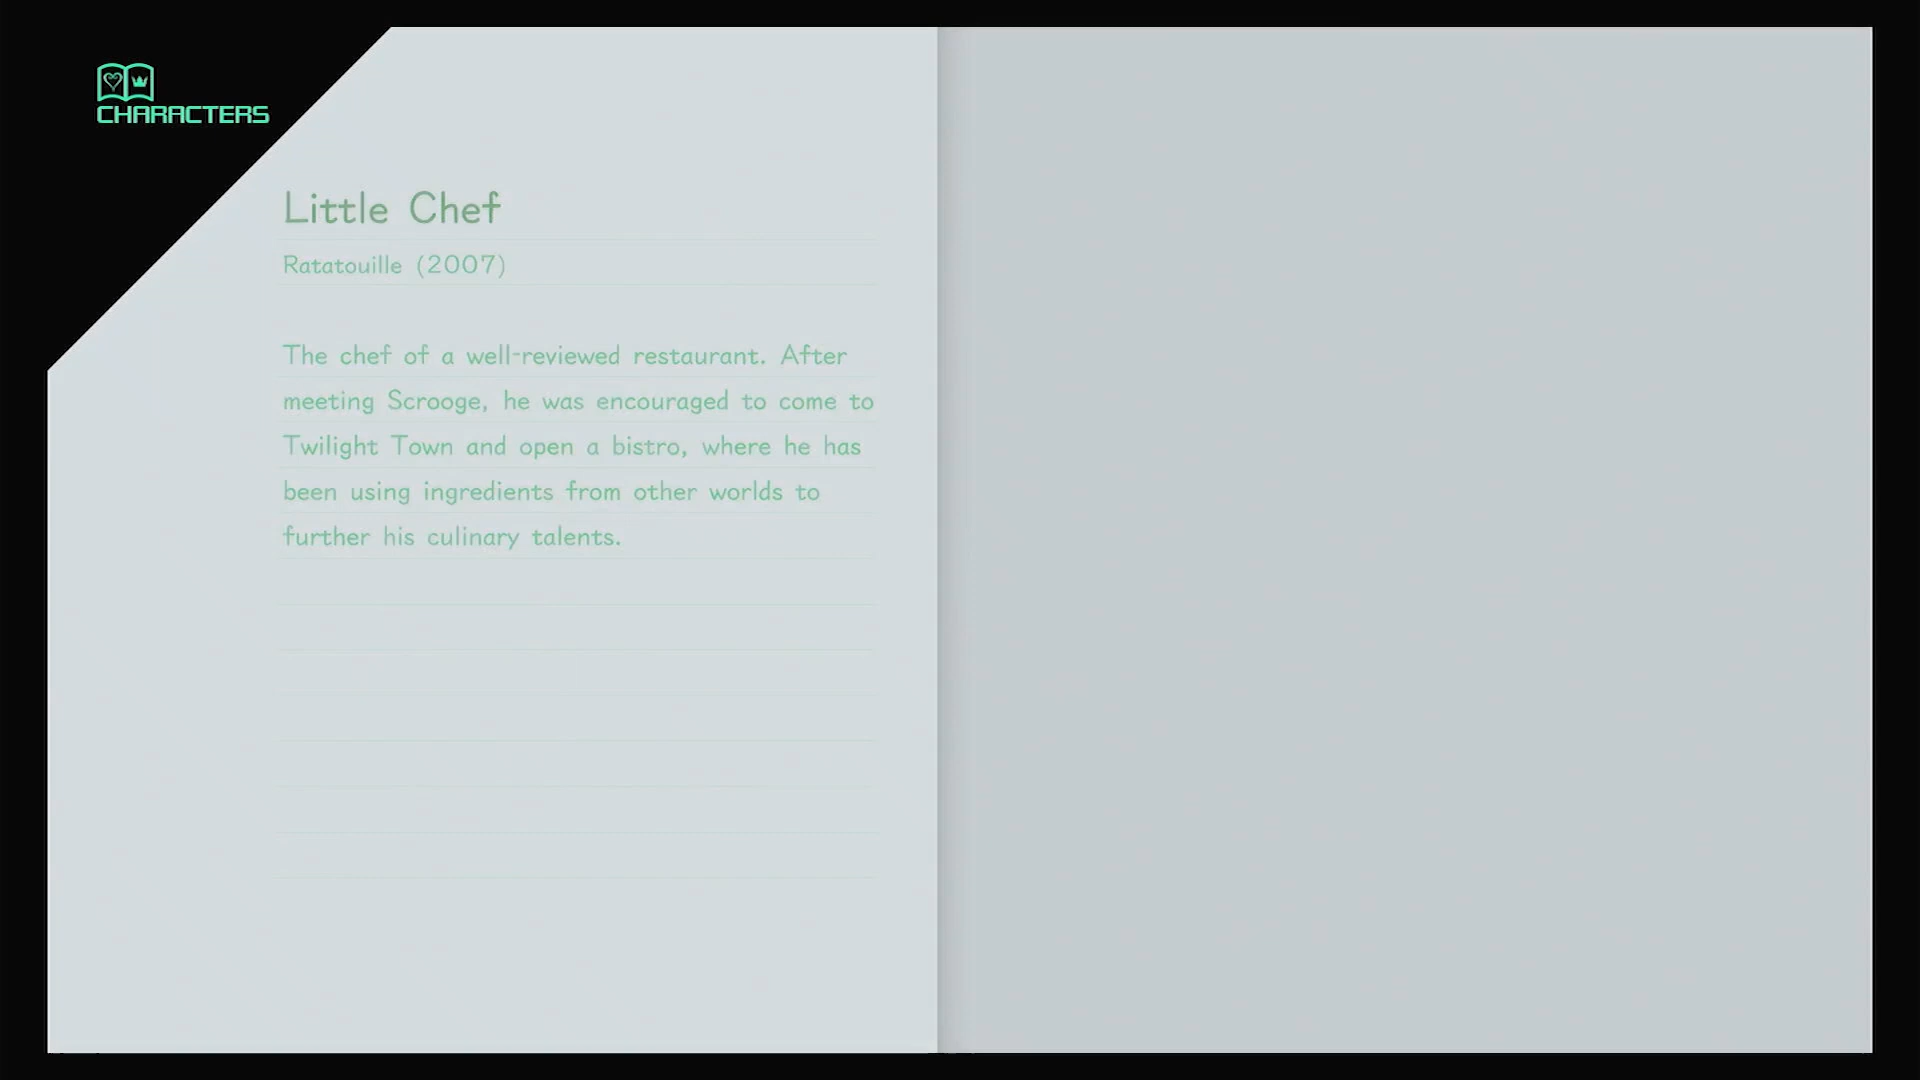 CHARACTERS
Little Chef
Ratatouille (2007)
The chef of a well-reviewed restaurant. After
meeting Scrooge, he was encouraged to come to
Twilight Town and open a bistro, where he has
been using ingredients from other worlds to
further his culinary talents.